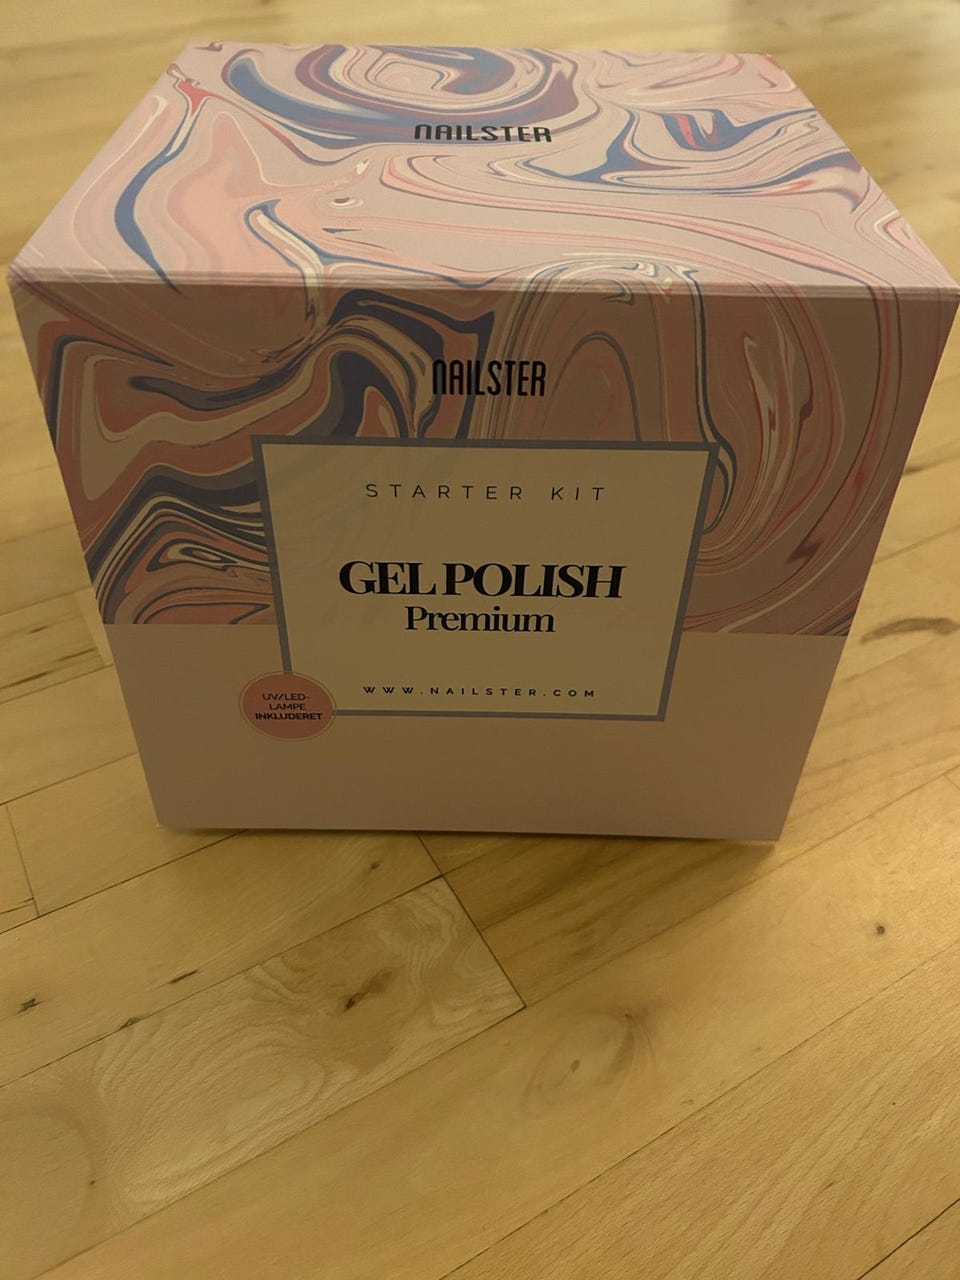 NAILSTER
NAILSTER
STARTER KIT
GEL POLISH
Premium
WWW.NAILSTER.COM
UV/LED-
LAMPE
INKLUDERET